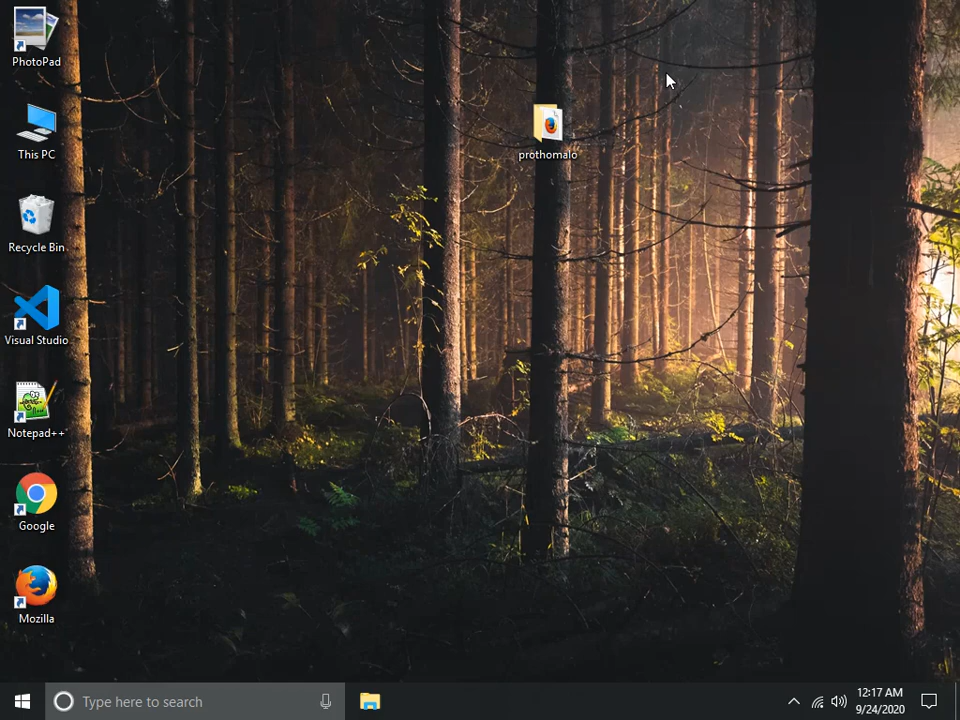 PhotoPad
This PC
Recycle Bin
Visual Studio
Notepad++
Google
Mozilla
prothomalo
Type here to search
12:17 AM
9/24/2020